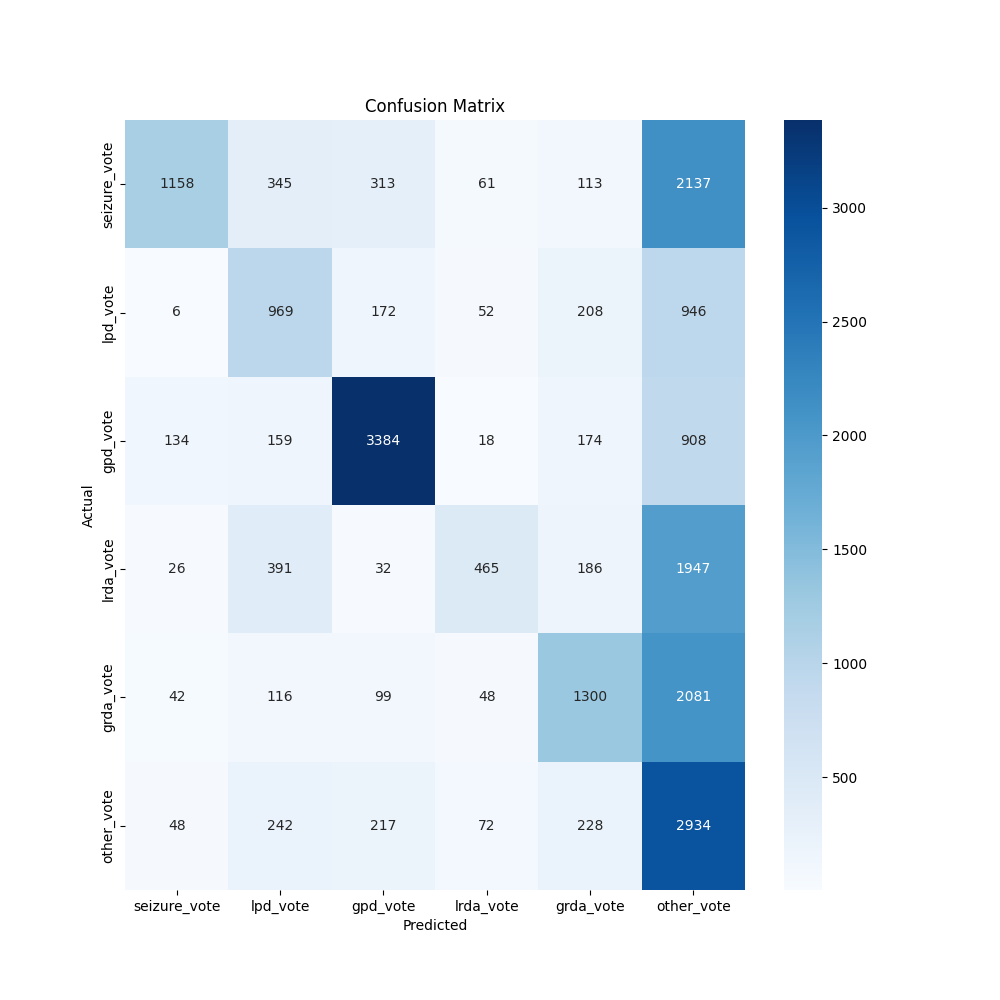 Confusion Matrix
seizure_vote 1158 345 313 61 113 2137
lpd_vote 6 969 172 52 208 946
gpd_vote 134 159 3384 18 174 908
lrda_vote 26 391 32 465 186 1947
grda_vote 42 116 99 48 1300 2081
other_vote 48 242 217 72 228 2934
Actual
seizure_vote lpd_vote gpd_vote lrda_vote grda_vote other_vote
Predicted
3000
2500
2000
1500
1000
500